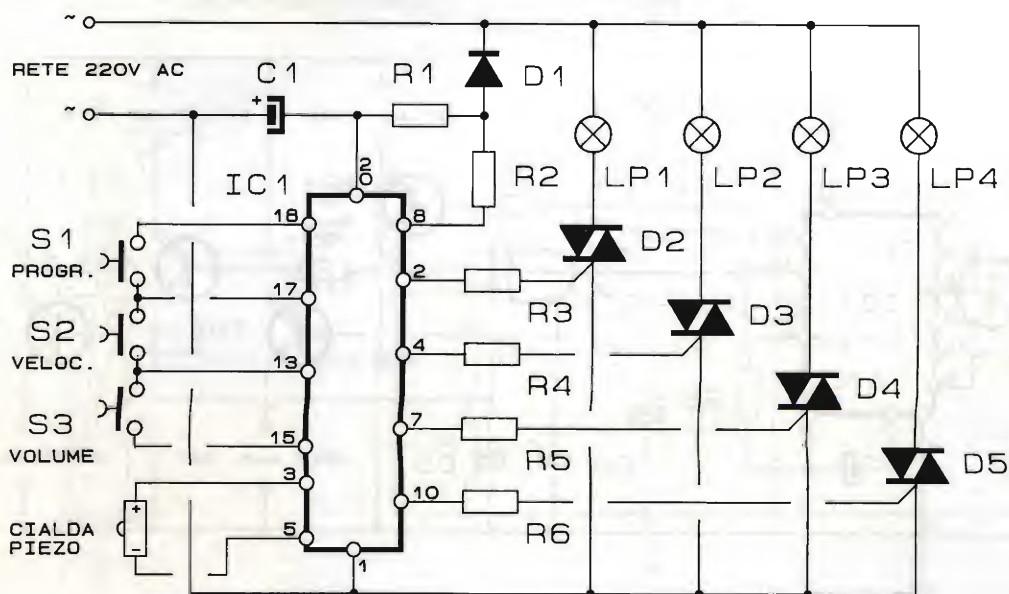 ~
RETE 220V AC
C1
R1
D1
~
+
20
R2
LP1
LP2
LP3
LP4
IC1
18
8
S1
PROGR.
D2
2
R3
17
D3
S2
VELOC.
4
R4
13
D4
S3
VOLUME
7
R5
15
3
D5
10
R6
CIALDA
PIEZO
+
-
5
1